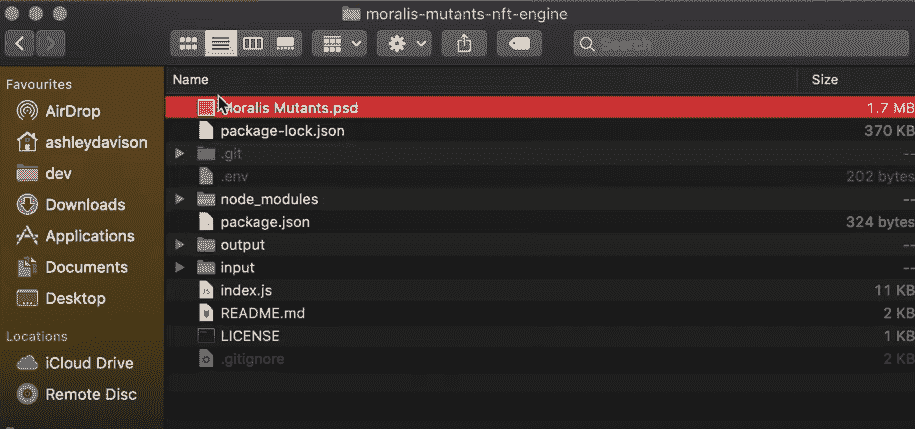 moralis-mutants-nft-engine
Search
Favourites
AirDrop
ashleydavison
dev
Downloads
Applications
Documents
Desktop
Locations
iCloud Drive
Remote Disc
Name Size
Moralis Mutants.psd 1.7 MB
package-lock.json 370 KB
.git --
.env 202 bytes
node_modules --
package.json 324 bytes
output --
input --
index.js 11 KB
README.md 2 KB
LICENSE 1 KB
.gitignore 2 KB